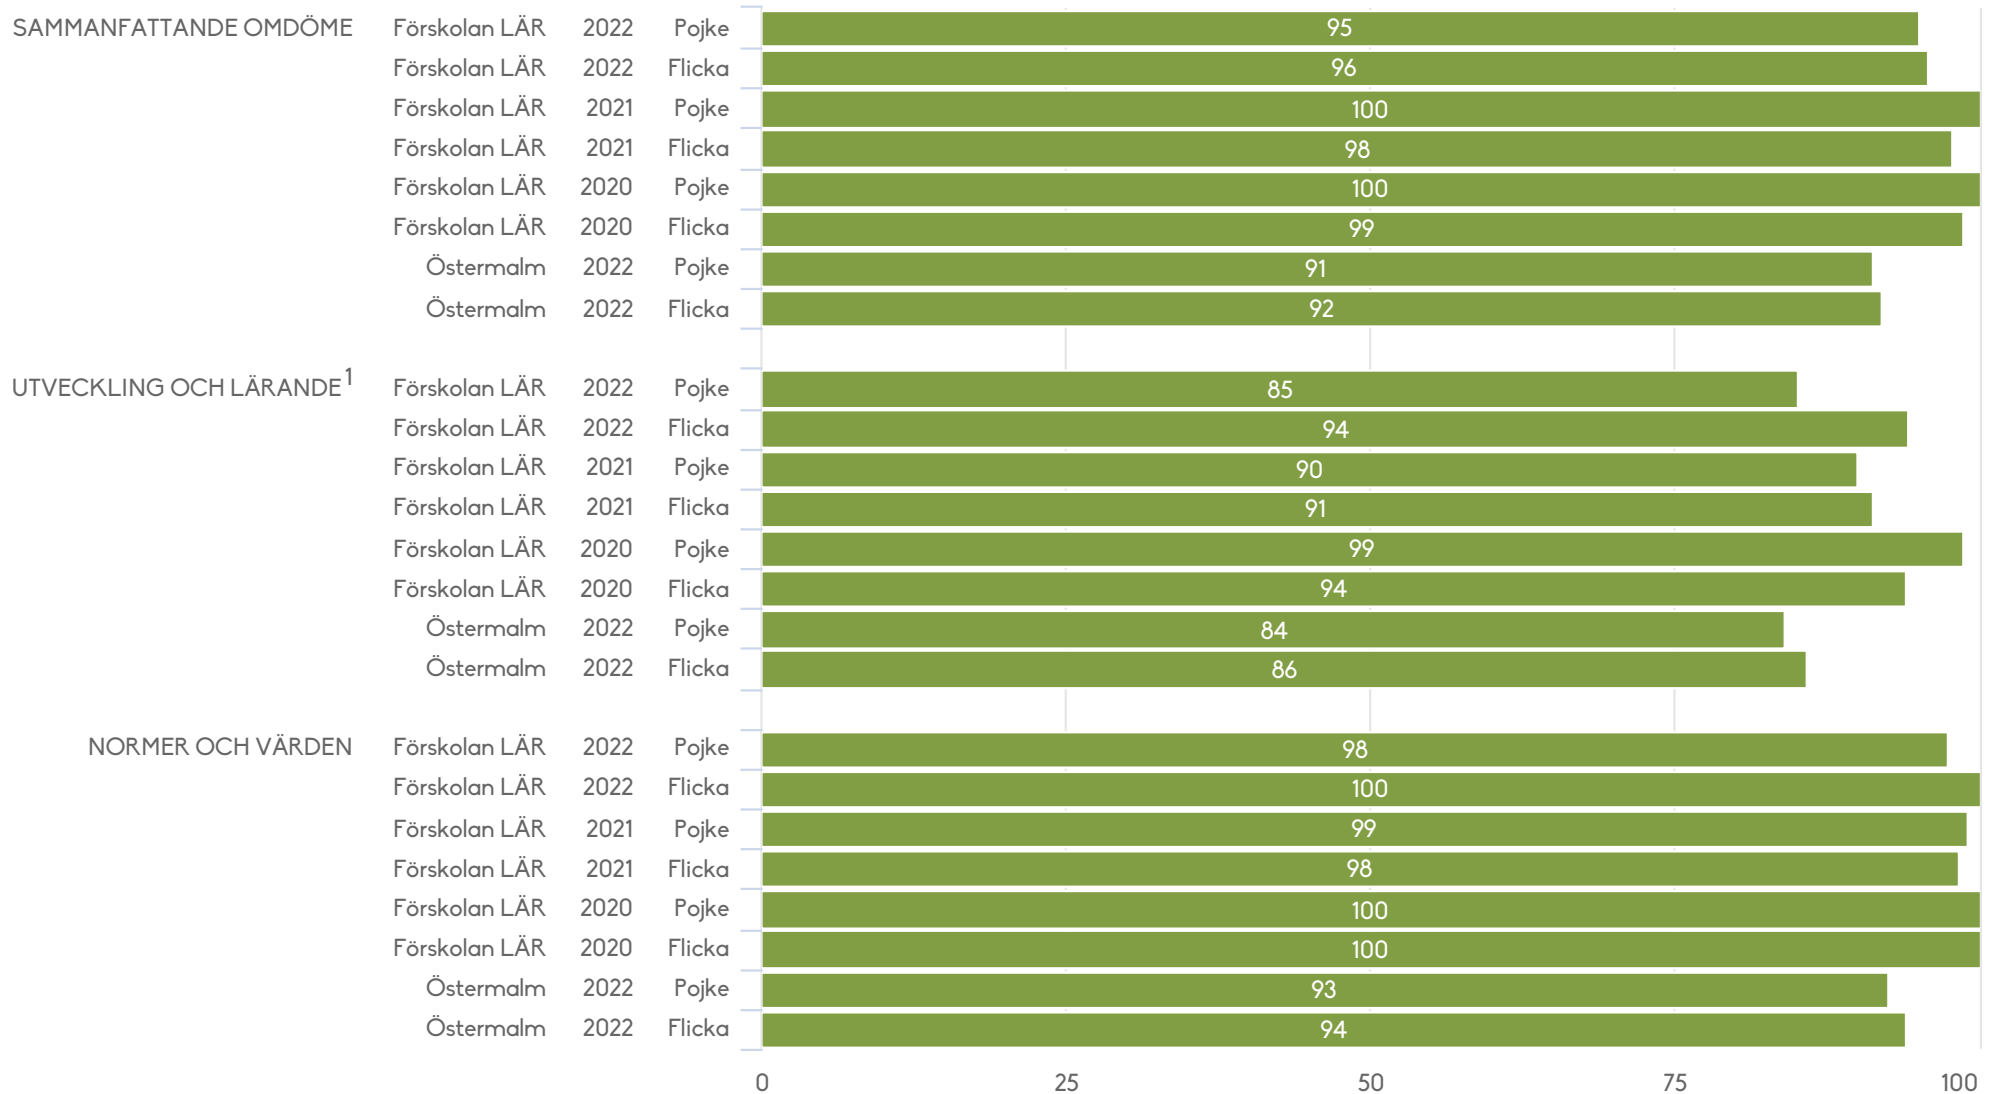 SAMMANFATTANDE OMDÖME Förskolan LÄR 2022 Pojke 95
Förskolan LÄR 2022 Flicka 96
Förskolan LÄR 2021 Pojke 100
Förskolan LÄR 2021 Flicka 98
Förskolan LÄR 2020 Pojke 100
Förskolan LÄR 2020 Flicka 99
Östermalm 2022 Pojke 91
Östermalm 2022 Flicka 92
UTVECKLING OCH LÄRANDE1 Förskolan LÄR 2022 Pojke 85
Förskolan LÄR 2022 Flicka 94
Förskolan LÄR 2021 Pojke 90
Förskolan LÄR 2021 Flicka 91
Förskolan LÄR 2020 Pojke 99
Förskolan LÄR 2020 Flicka 94
Östermalm 2022 Pojke 84
Östermalm 2022 Flicka 86
NORMER OCH VÄRDEN Förskolan LÄR 2022 Pojke 98
Förskolan LÄR 2022 Flicka 100
Förskolan LÄR 2021 Pojke 99
Förskolan LÄR 2021 Flicka 98
Förskolan LÄR 2020 Pojke 100
Förskolan LÄR 2020 Flicka 100
Östermalm 2022 Pojke 93
Östermalm 2022 Flicka 94
0 25 50 75 100